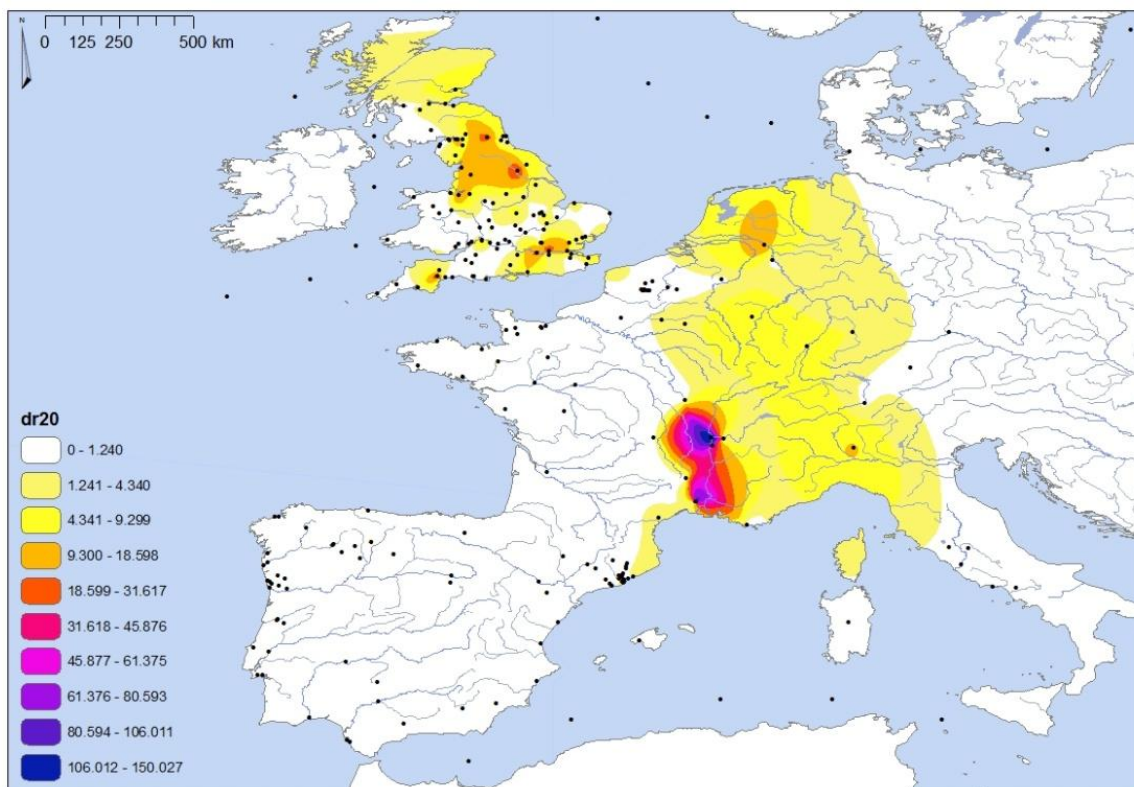 N
0 125 250 500 km
dr20
0 - 1.240
1.241 - 4.340
4.341 - 9.299
9.300 - 18.598
18.599 - 31.617
31.618 - 45.876
45.877 - 61.375
61.376 - 80.593
80.594 - 106.011
106.012 - 150.027